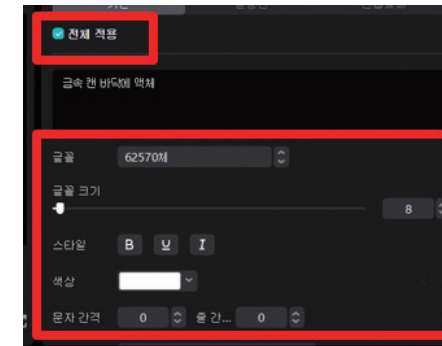 전체 적용
금속 캔 바닥에 액체
글꼴 62570체
글꼴 크기
8
스타일 B U I
색상
문자 간격 0 줄 간... 0